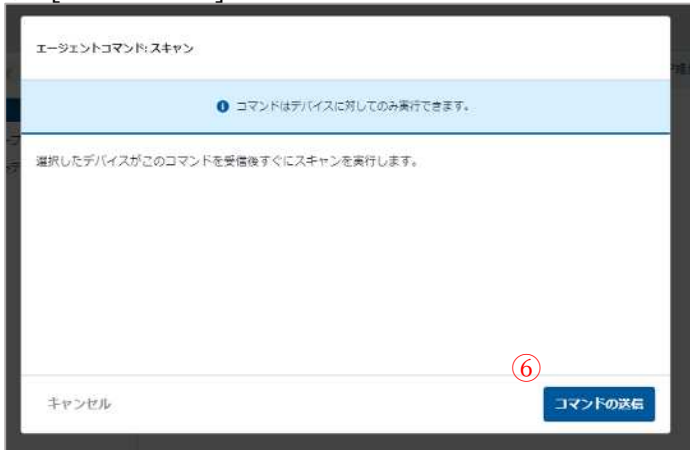 エージェントコマンド: スキャン
コマンドはデバイスに対してのみ実行できます。
選択したデバイスがこのコマンドを受信後すぐにスキャンを実行します。
⑥
キャンセル
コマンドの送信